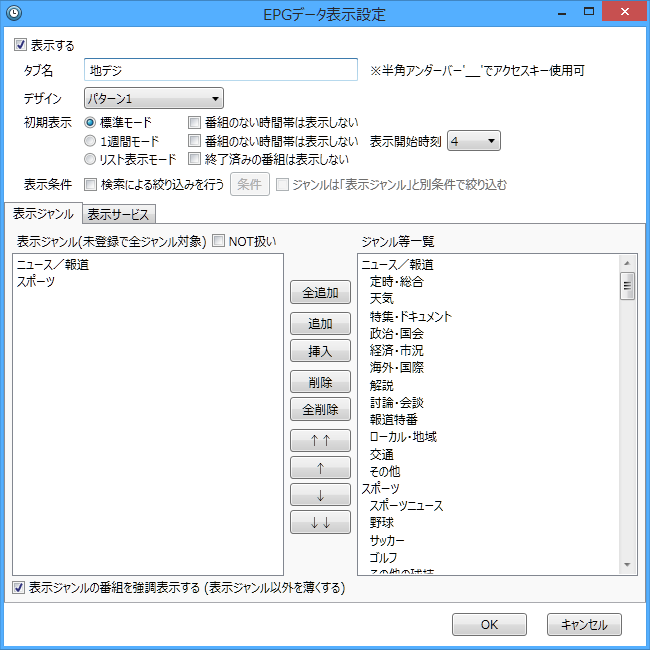 EPGデータ表示設定
表示する
タブ名 地デジ ※半角アンダーバー'__'でアクセスキー使用可
デザイン パターン1
初期表示 標準モード 番組のない時間帯は表示しない
1週間モード 番組のない時間帯は表示しない 表示開始時刻 4
リスト表示モード 終了済みの番組は表示しない
表示条件 検索による絞り込みを行う 条件 ジャンルは「表示ジャンル」と別条件で絞り込む
表示ジャンル 表示サービス
表示ジャンル(未登録で全ジャンル対象) NOT扱い
ニュース／報道
スポーツ
全追加
追加
挿入
削除
全削除
↑↑
↑
↓
↓↓
ジャンル等一覧
ニュース／報道
定時・総合
天気
特集・ドキュメント
政治・国会
経済・市況
海外・国際
解説
討論・会談
報道特番
ローカル・地域
交通
その他
スポーツ
スポーツニュース
野球
サッカー
ゴルフ
その他の球技
表示ジャンルの番組を強調表示する (表示ジャンル以外を薄くする)
OK キャンセル